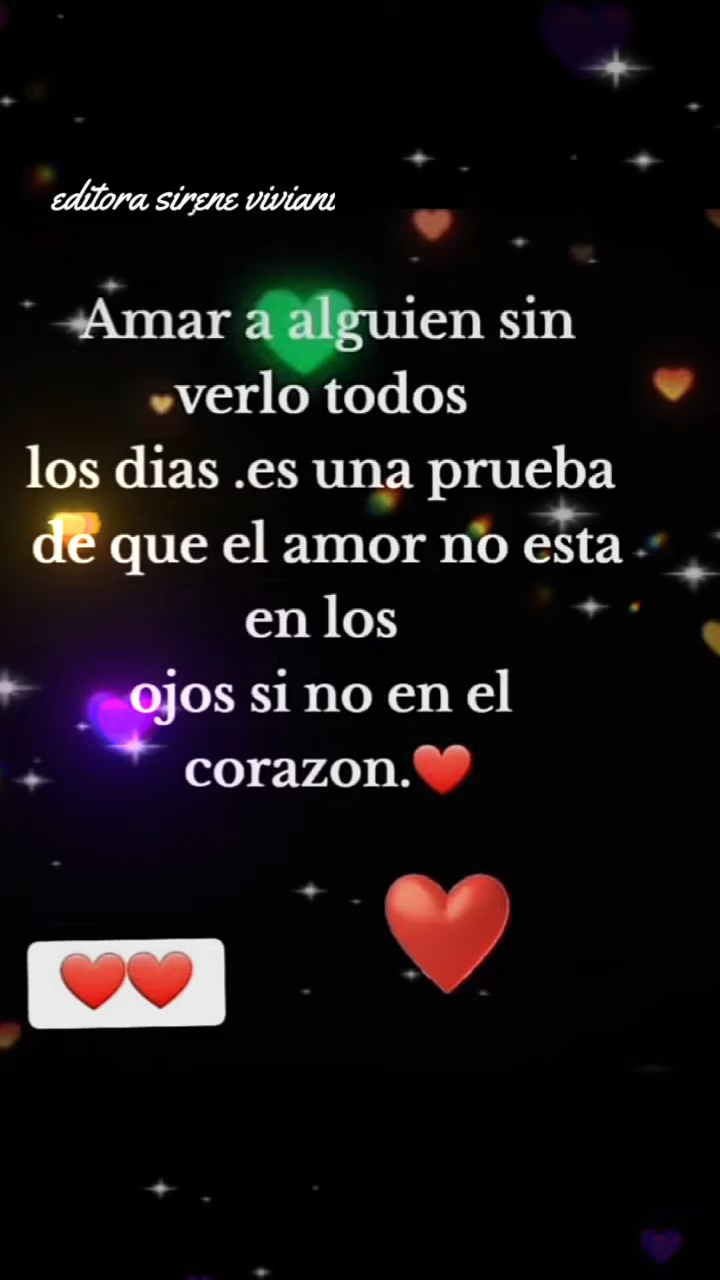 editora sirene viviani
Amar a alguien sin
verlo todos
los dias .es una prueba
de que el amor no esta
en los
ojos si no en el
corazon.❤️